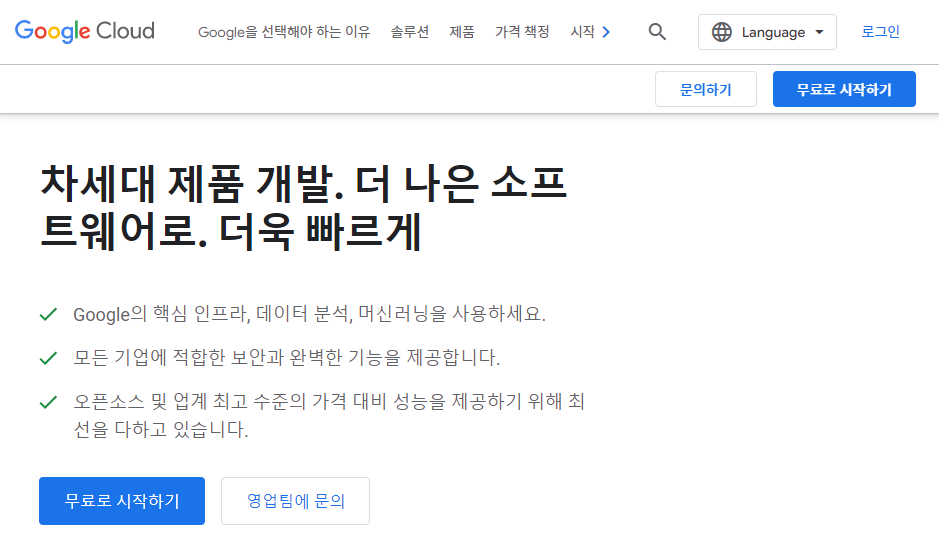 Google Cloud Google을 선택해야 하는 이유 솔루션 제품 가격 책정 시작 Language 로그인
문의하기 무료로 시작하기
차세대 제품 개발. 더 나은 소프
트웨어로. 더욱 빠르게
Google의 핵심 인프라, 데이터 분석, 머신러닝을 사용하세요.
모든 기업에 적합한 보안과 완벽한 기능을 제공합니다.
오픈소스 및 업계 최고 수준의 가격 대비 성능을 제공하기 위해 최
선을 다하고 있습니다.
무료로 시작하기 영업팀에 문의